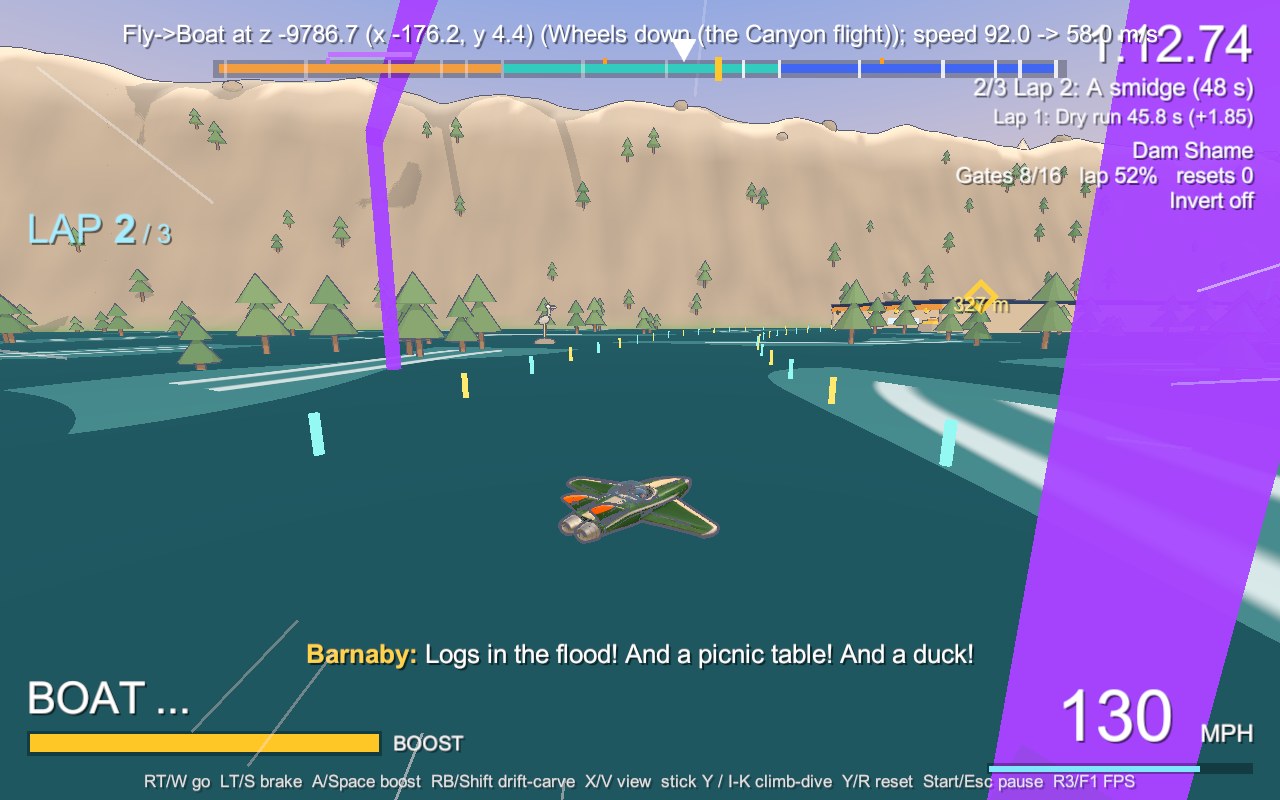 Fly->Boat at z -9786.7 (x -176.2, y 4.4) (Wheels down (the Canyon flight)); speed 92.0 -> 58.0 m/s
1:12.74
2/3 Lap 2: A smidge (48 s)
Lap 1: Dry run 45.8 s (+1.85)
Dam Shame
Gates 8/16 lap 52% resets 0
Invert off
LAP 2 / 3
327 m
Barnaby: Logs in the flood! And a picnic table! And a duck!
BOAT ...
BOOST
130 MPH
RT/W go LT/S brake A/Space boost RB/Shift drift-carve X/V view stick Y / I-K climb-dive Y/R reset Start/Esc pause R3/F1 FPS